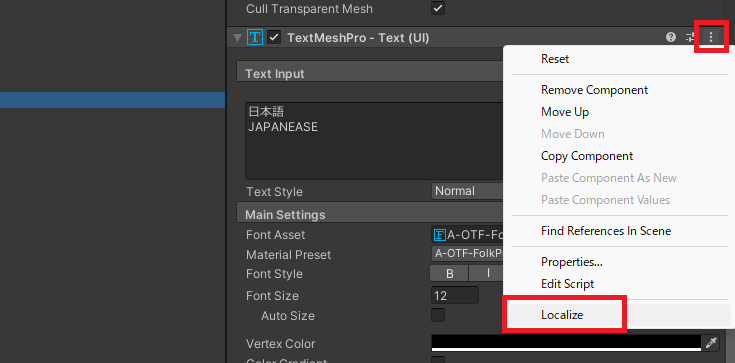 Cull Transparent Mesh
TextMeshPro - Text (UI)
Text Input
日本語
JAPANEASE
Text Style
Normal
Main Settings
Font Asset
A-OTF-Fol
Material Preset
A-OTF-FolkP
Font Style
B I
Font Size
12
Auto Size
Vertex Color
Color Gradient
Reset
Remove Component
Move Up
Move Down
Copy Component
Paste Component As New
Paste Component Values
Find References In Scene
Properties...
Edit Script
Localize